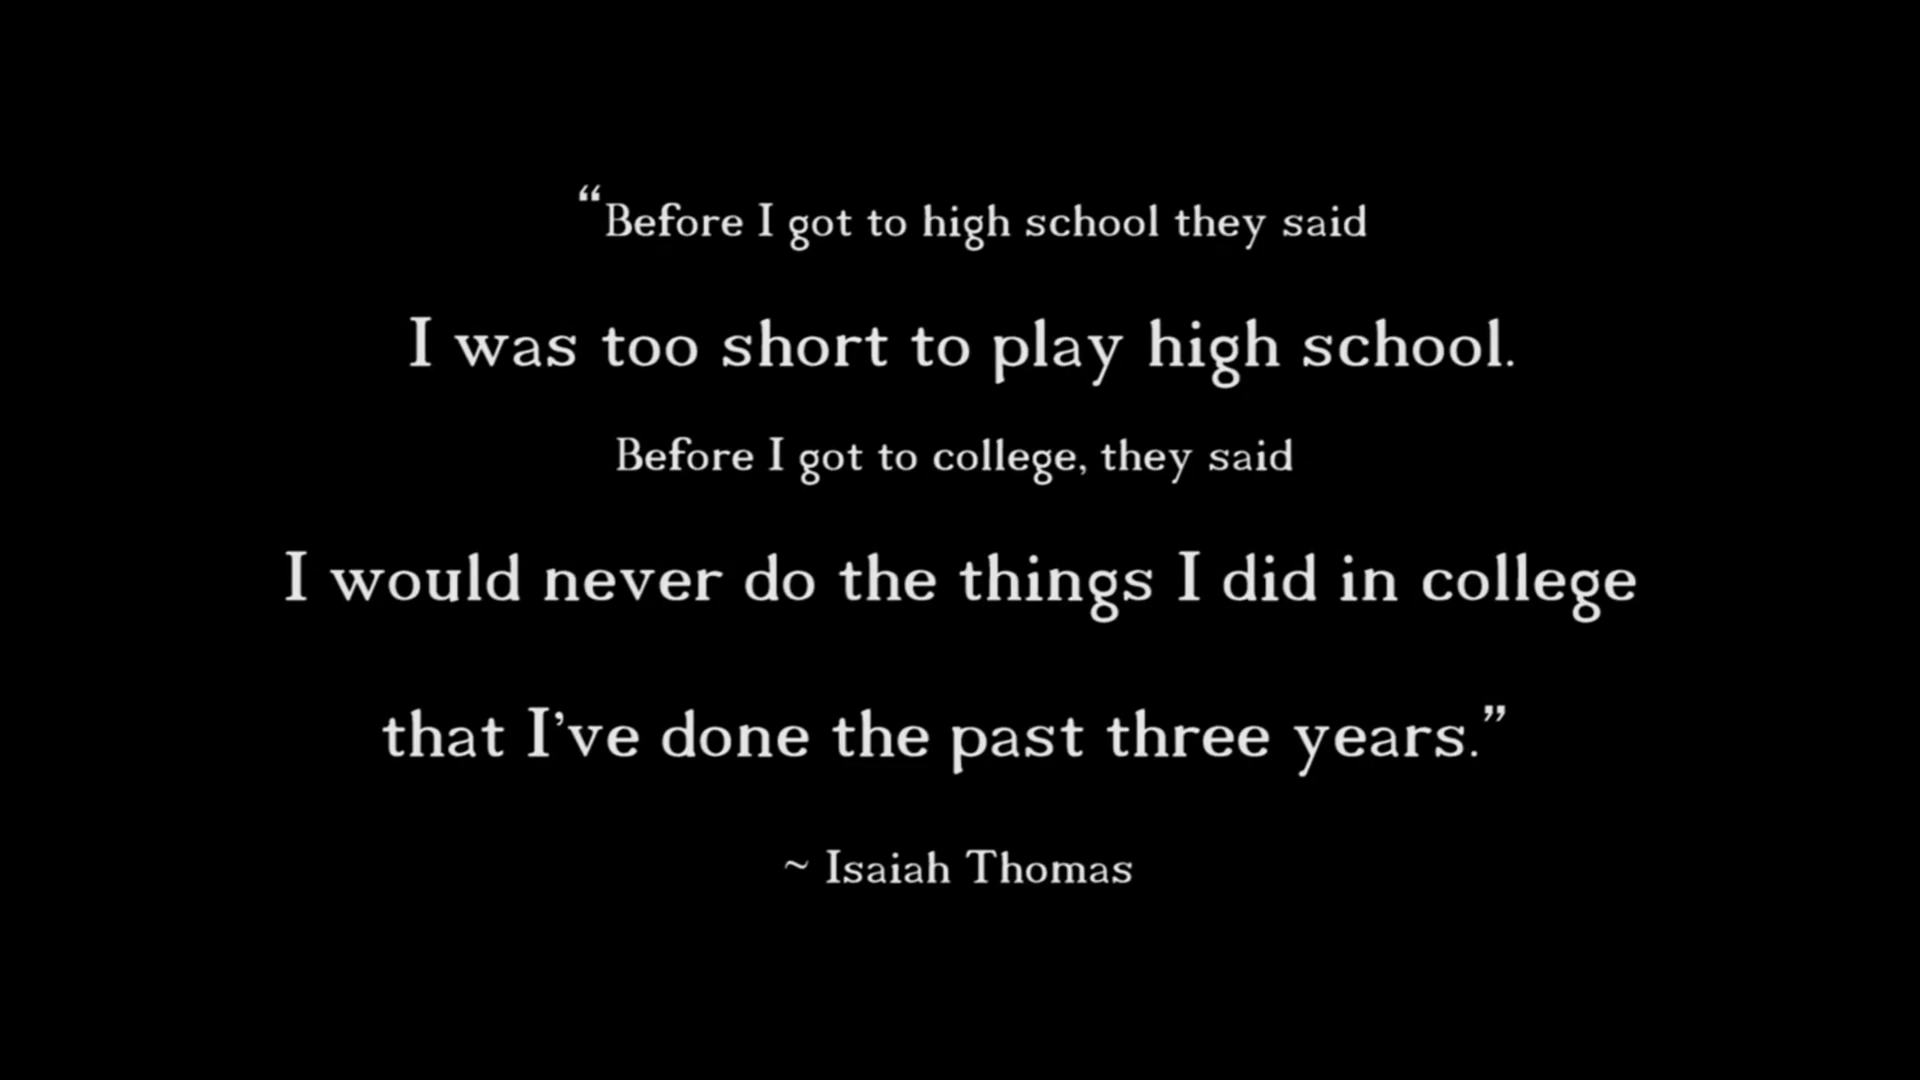 “Before I got to high school they said
I was too short to play high school.
Before I got to college, they said
I would never do the things I did in college
that I’ve done the past three years.”
~ Isaiah Thomas